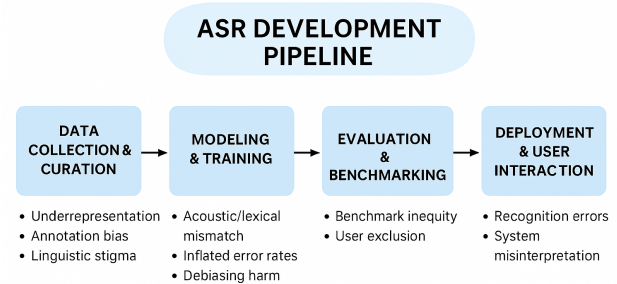 ASR DEVELOPMENT
PIPELINE
DATA
COLLECTION &
CURATION
MODELING
& TRAINING
EVALUATION
&
BENCHMARKING
DEPLOYMENT
& USER
INTERACTION
• Underrepresentation
• Annotation bias
• Linguistic stigma
• Acoustic/lexical
mismatch
• Inflated error rates
• Debiasing harm
• Benchmark inequity
• User exclusion
• Recognition errors
• System
misinterpretation